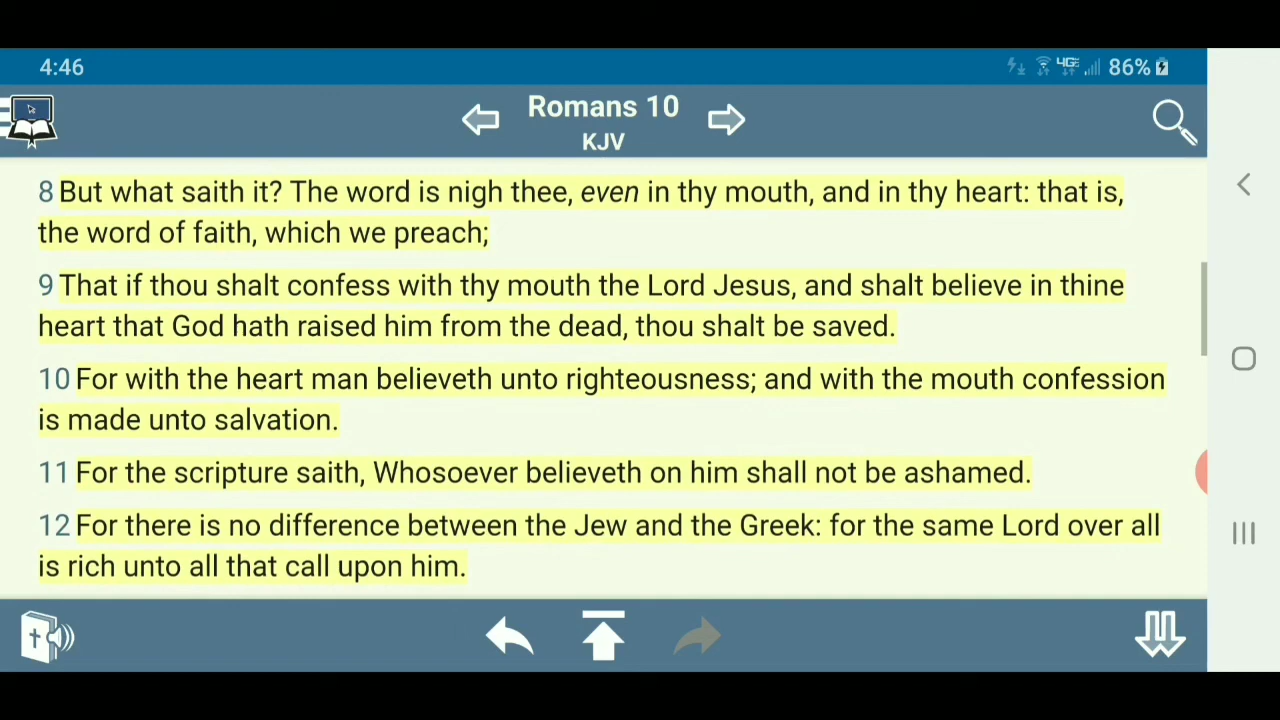 4:46
4GE 86%
Romans 10
KJV
8 But what saith it? The word is nigh thee, even in thy mouth, and in thy heart: that is,
the word of faith, which we preach;
9 That if thou shalt confess with thy mouth the Lord Jesus, and shalt believe in thine
heart that God hath raised him from the dead, thou shalt be saved.
10 For with the heart man believeth unto righteousness; and with the mouth confession
is made unto salvation.
11 For the scripture saith, Whosoever believeth on him shall not be ashamed.
12 For there is no difference between the Jew and the Greek: for the same Lord over all
is rich unto all that call upon him.